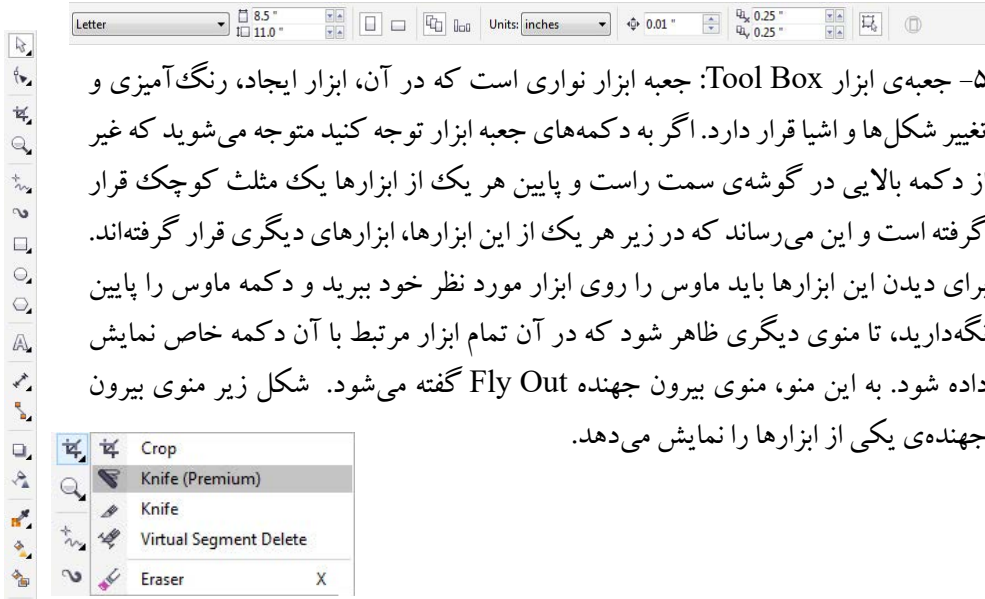 Letter 8.5 " 11.0 " Units: inches 0.01 " 0.25 " 0.25 "
۵- جعبه‌ی ابزار Tool Box: جعبه ابزار نواری است که در آن، ابزار ایجاد، رنگ‌آمیزی و
تغییر شکل‌ها و اشیا قرار دارد. اگر به دکمه‌های جعبه ابزار توجه کنید متوجه می‌شوید که غیر
از دکمه بالایی در گوشه‌ی سمت راست و پایین هر یک از ابزارها یک مثلث کوچک قرار
گرفته است و این می‌رساند که در زیر هر یک از این ابزارها، ابزارهای دیگری قرار گرفته‌اند.
برای دیدن این ابزارها باید ماوس را روی ابزار مورد نظر خود ببرید و دکمه ماوس را پایین
نگه‌دارید، تا منوی دیگری ظاهر شود که در آن تمام ابزار مرتبط با آن دکمه خاص نمایش
داده شود. به این منو، منوی بیرون جهنده Fly Out گفته می‌شود. شکل زیر منوی بیرون
جهنده‌ی یکی از ابزارها را نمایش می‌دهد.
Crop
Knife (Premium)
Knife
Virtual Segment Delete
Eraser X